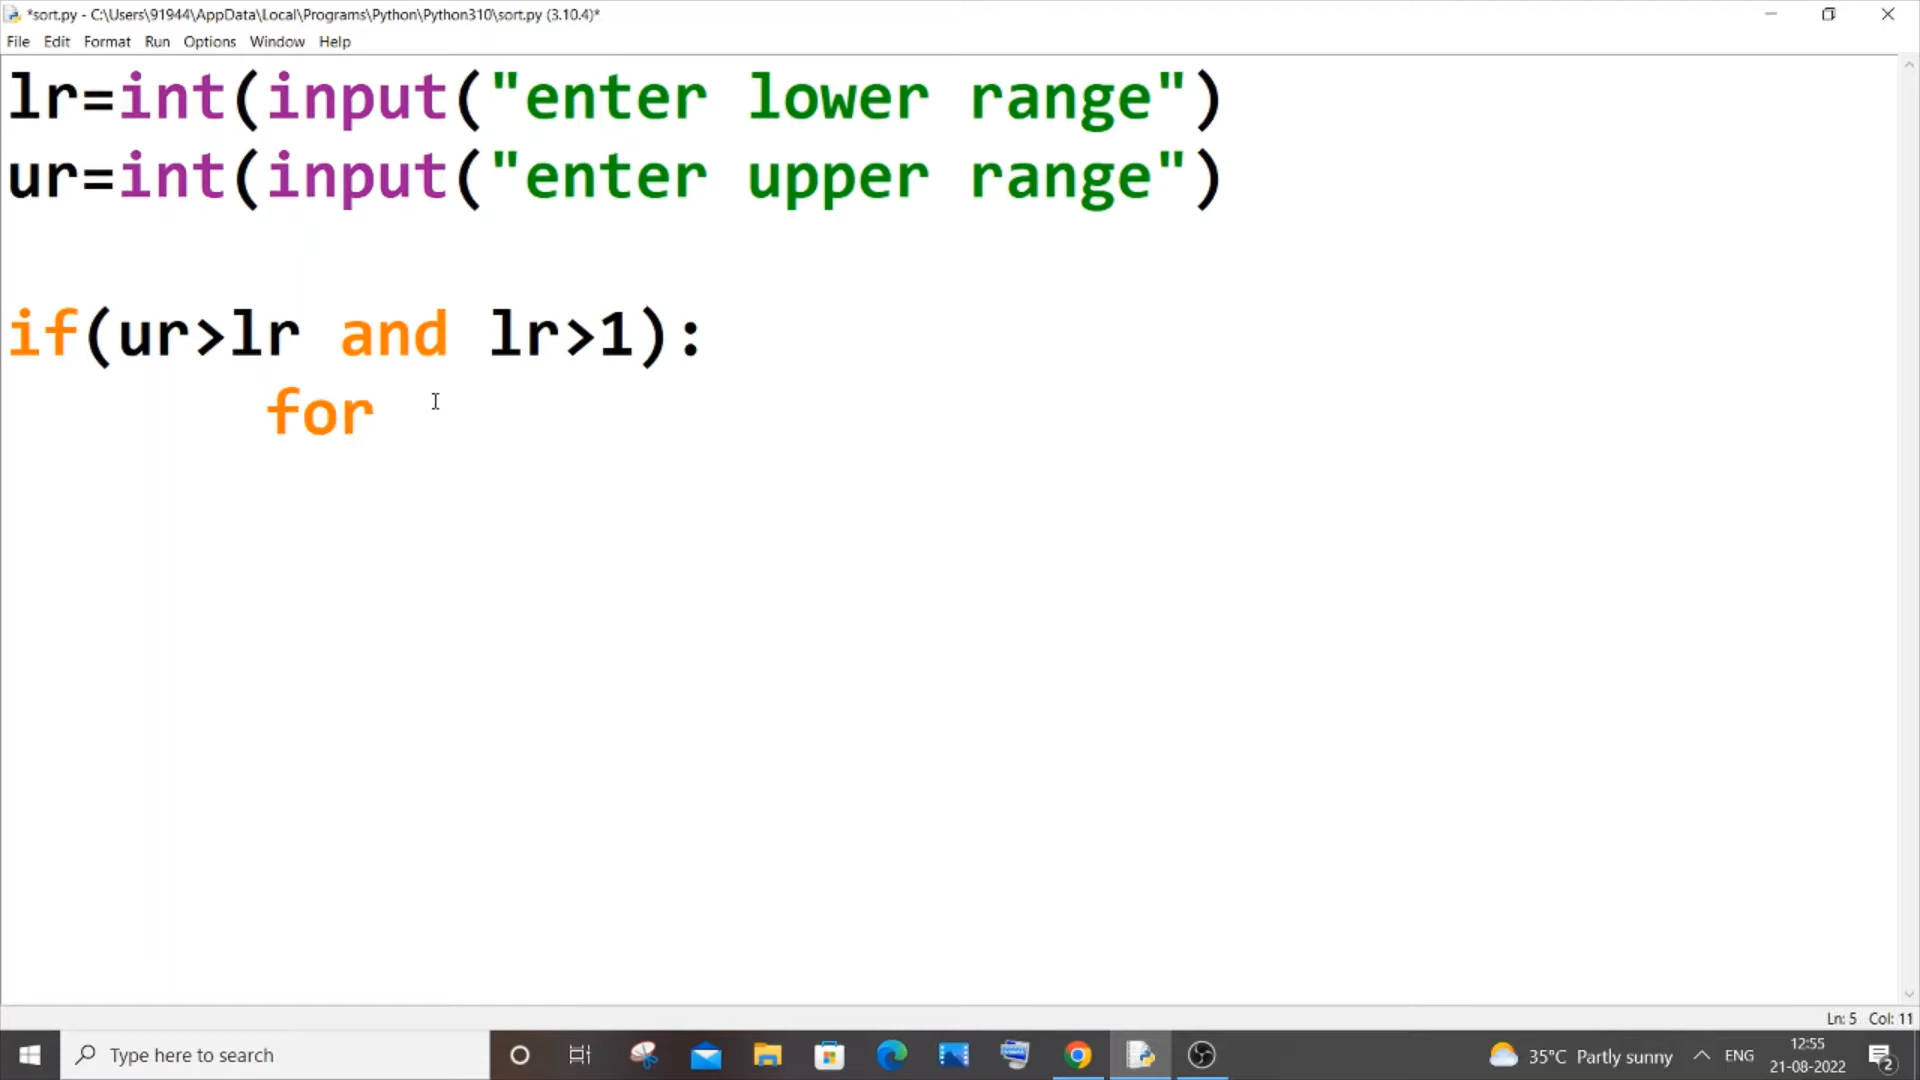 *sort.py - C:\Users\91944\AppData\Local\Programs\Python\Python310\sort.py (3.10.4)*
File Edit Format Run Options Window Help
lr=int(input("enter lower range")
ur=int(input("enter upper range")
if(ur>lr and lr>1):
for
Ln: 5 Col: 11
Type here to search
35°C Partly sunny
ENG
12:55
21-08-2022
2